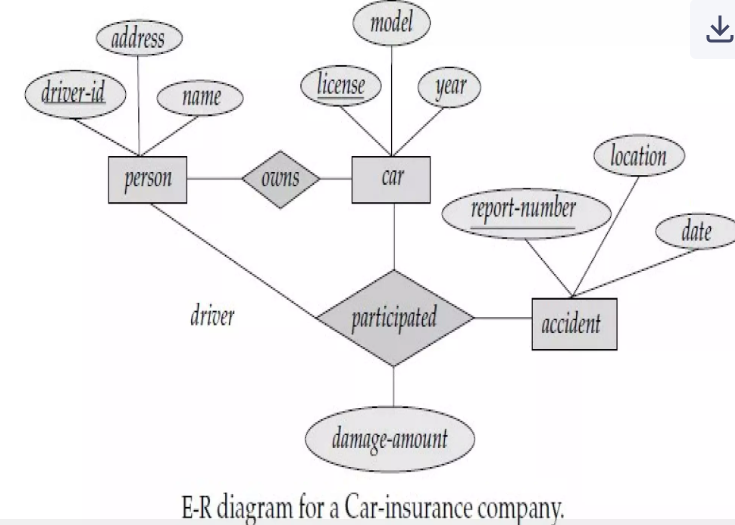 model
address
driver-id
name
license
year
person
owns
car
location
report-number
date
driver
participated
accident
damage-amount
E-R diagram for a Car-insurance company.